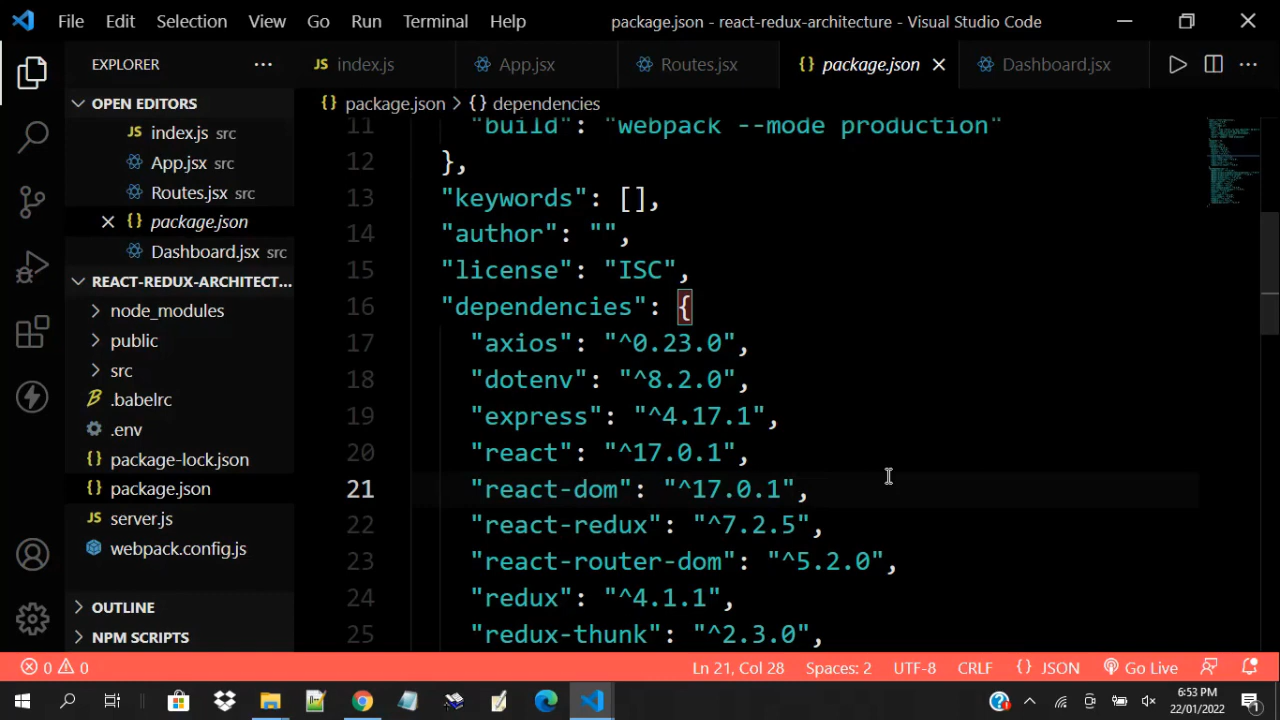 File Edit Selection View Go Run Terminal Help package.json - react-redux-architecture - Visual Studio Code
EXPLORER
JS index.js App.jsx Routes.jsx {} package.json Dashboard.jsx
OPEN EDITORS
JS index.js src
App.jsx src
Routes.jsx src
{} package.json
Dashboard.jsx src
REACT-REDUX-ARCHITECT...
node_modules
public
src
.babelrc
.env
{} package-lock.json
{} package.json
JS server.js
webpack.config.js
OUTLINE
NPM SCRIPTS
{} package.json > {} dependencies
11 "build": "webpack --mode production"
12 },
13 "keywords": [],
14 "author": "",
15 "license": "ISC",
16 "dependencies": {
17 "axios": "^0.23.0",
18 "dotenv": "^8.2.0",
19 "express": "^4.17.1",
20 "react": "^17.0.1",
21 "react-dom": "^17.0.1",
22 "react-redux": "^7.2.5",
23 "react-router-dom": "^5.2.0",
24 "redux": "^4.1.1",
25 "redux-thunk": "^2.3.0",
0 0 Ln 21, Col 28 Spaces: 2 UTF-8 CRLF {} JSON Go Live
6:53 PM
22/01/2022